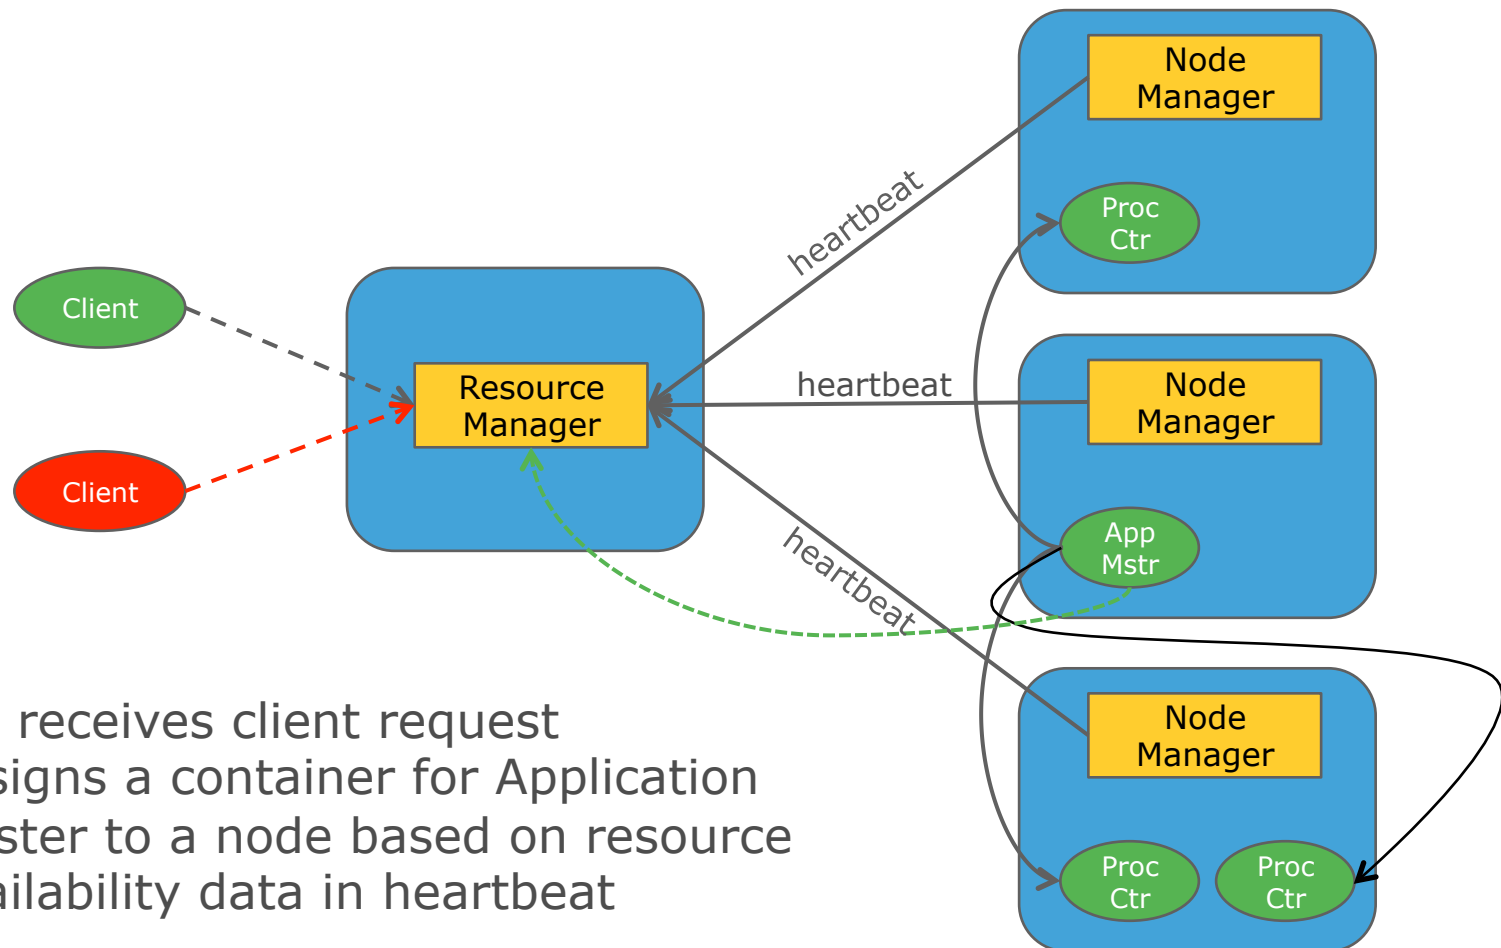 Node
Manager
heartbeat
Proc
Ctr
Client
Resource
Manager
heartbeat
Node
Manager
Client
App
Mstr
heartbeat
receives client request
signs a container for Application
ster to a node based on resource
ailability data in heartbeat
Node
Manager
Proc
Ctr
Proc
Ctr